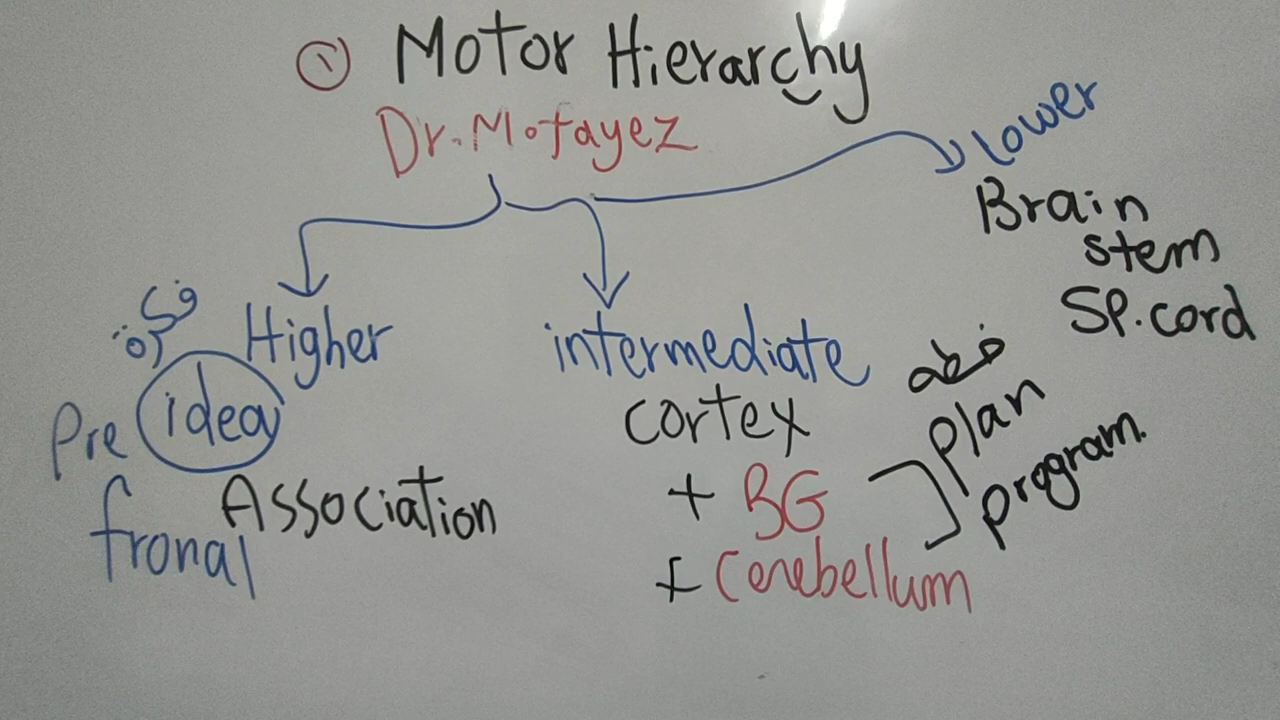 ① Motor Hierarchy
Dr. Mofayez
Higher
idea
Pre
fronal
Association
intermediate
cortex
+ BG
+ Cerebellum
خطة
plan
program.
Lower
Brain
stem
SP. cord